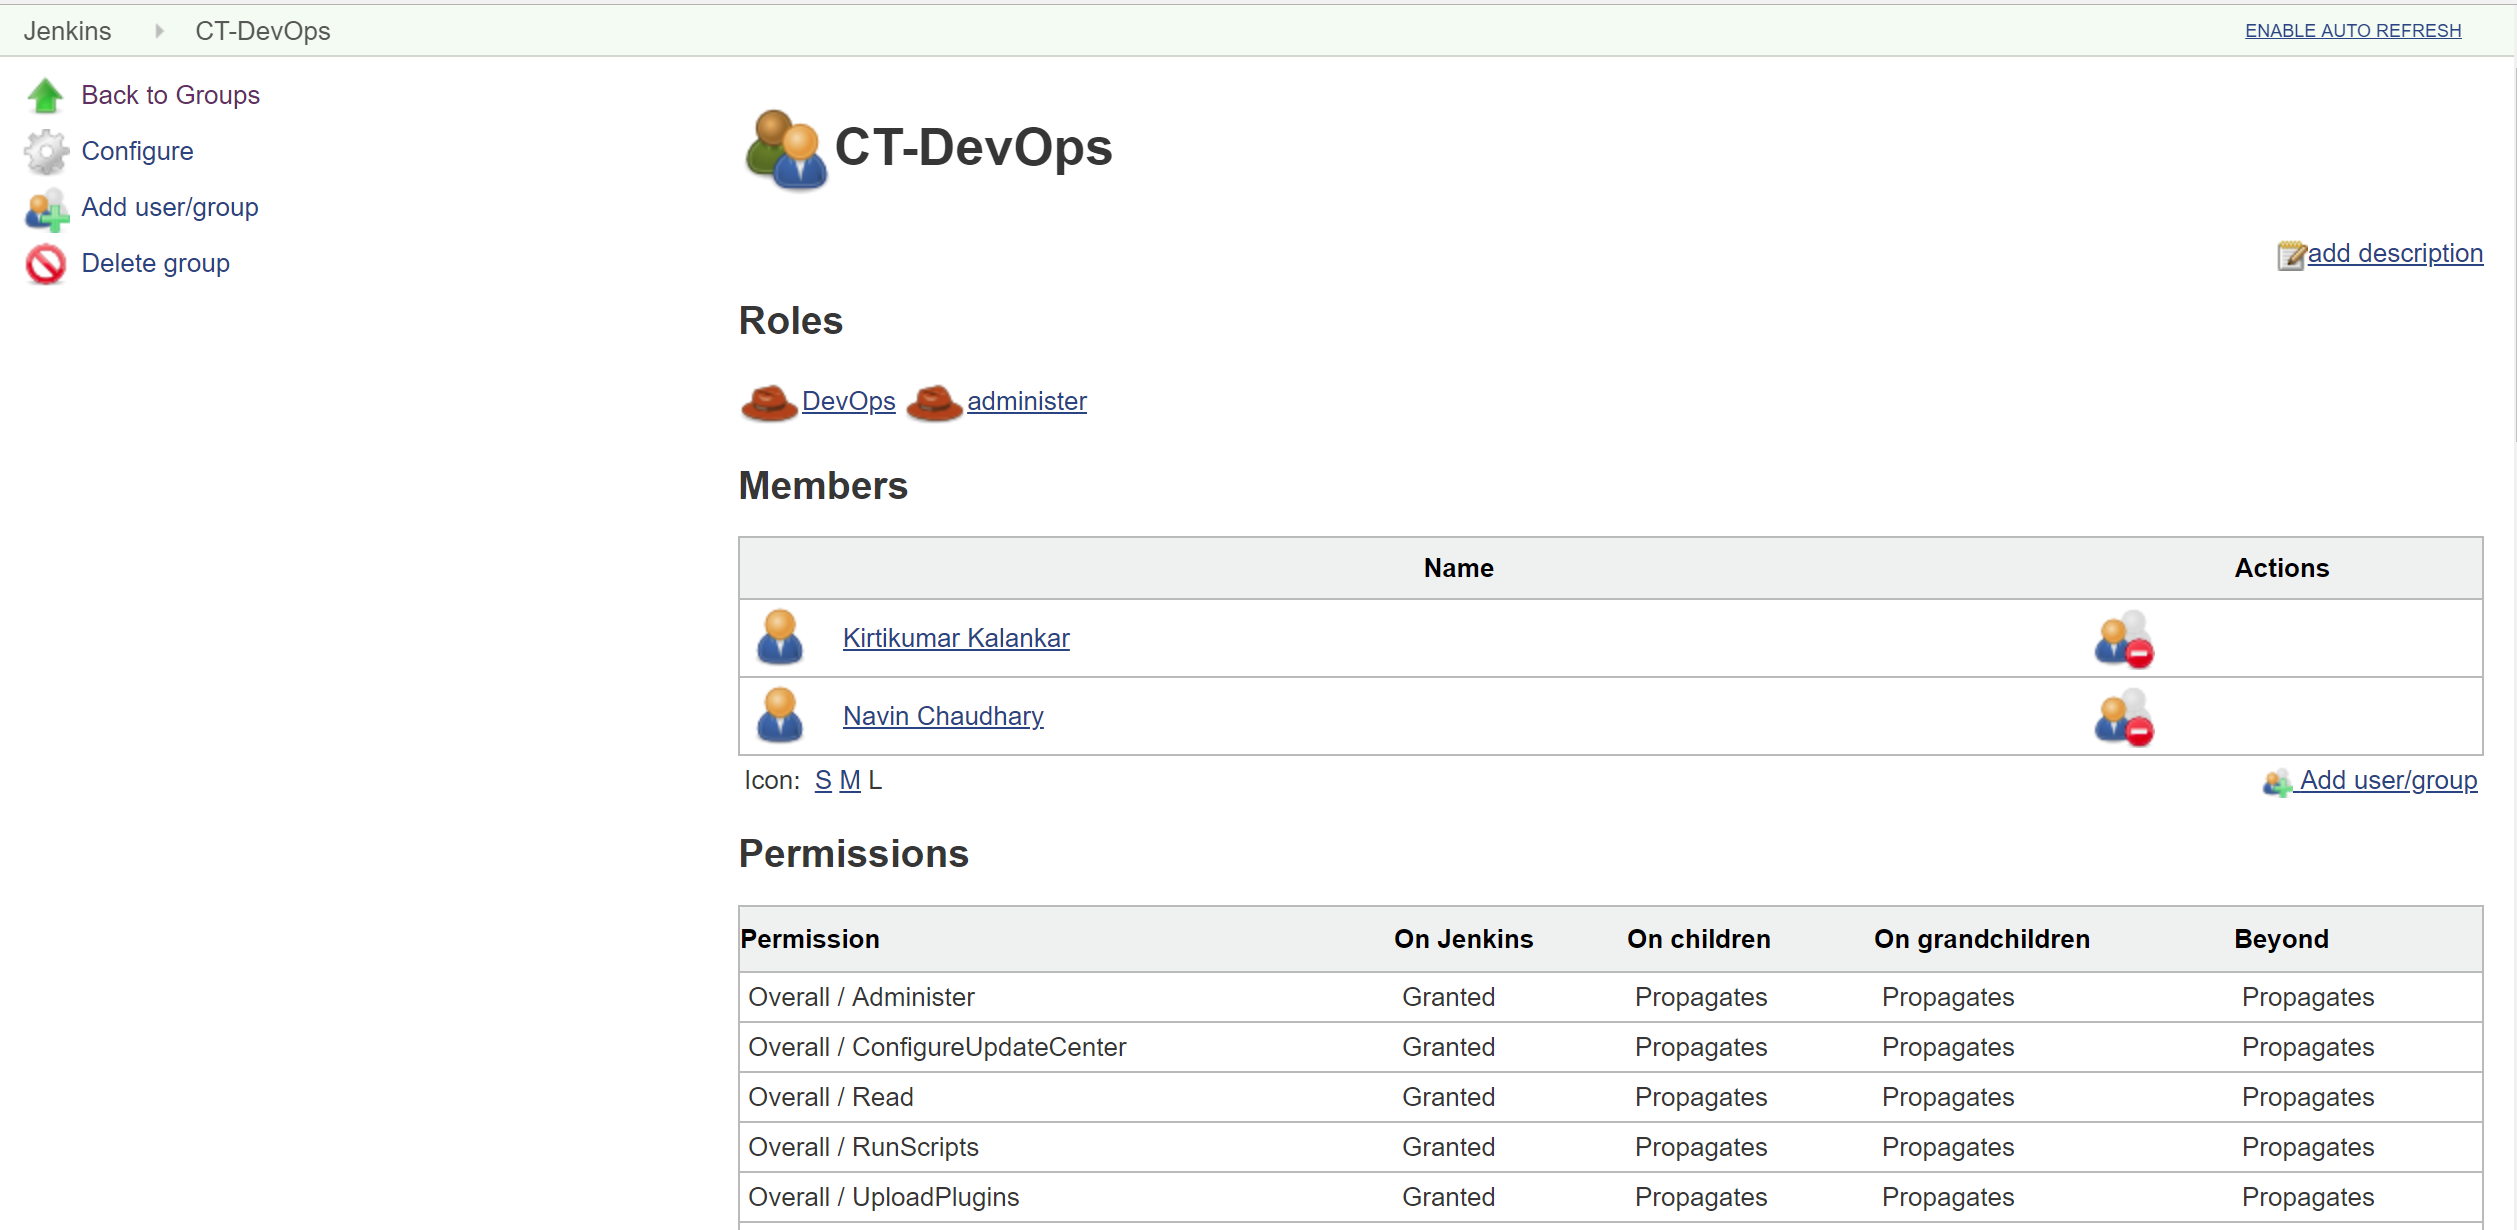 Jenkins CT-DevOps ENABLE AUTO REFRESH
Back to Groups
Configure
Add user/group
Delete group
CT-DevOps
add description
Roles
DevOps administer
Members
Name Actions
Kirtikumar Kalankar
Navin Chaudhary
Icon: S M L Add user/group
Permissions
Permission On Jenkins On children On grandchildren Beyond
Overall / Administer Granted Propagates Propagates Propagates
Overall / ConfigureUpdateCenter Granted Propagates Propagates Propagates
Overall / Read Granted Propagates Propagates Propagates
Overall / RunScripts Granted Propagates Propagates Propagates
Overall / UploadPlugins Granted Propagates Propagates Propagates